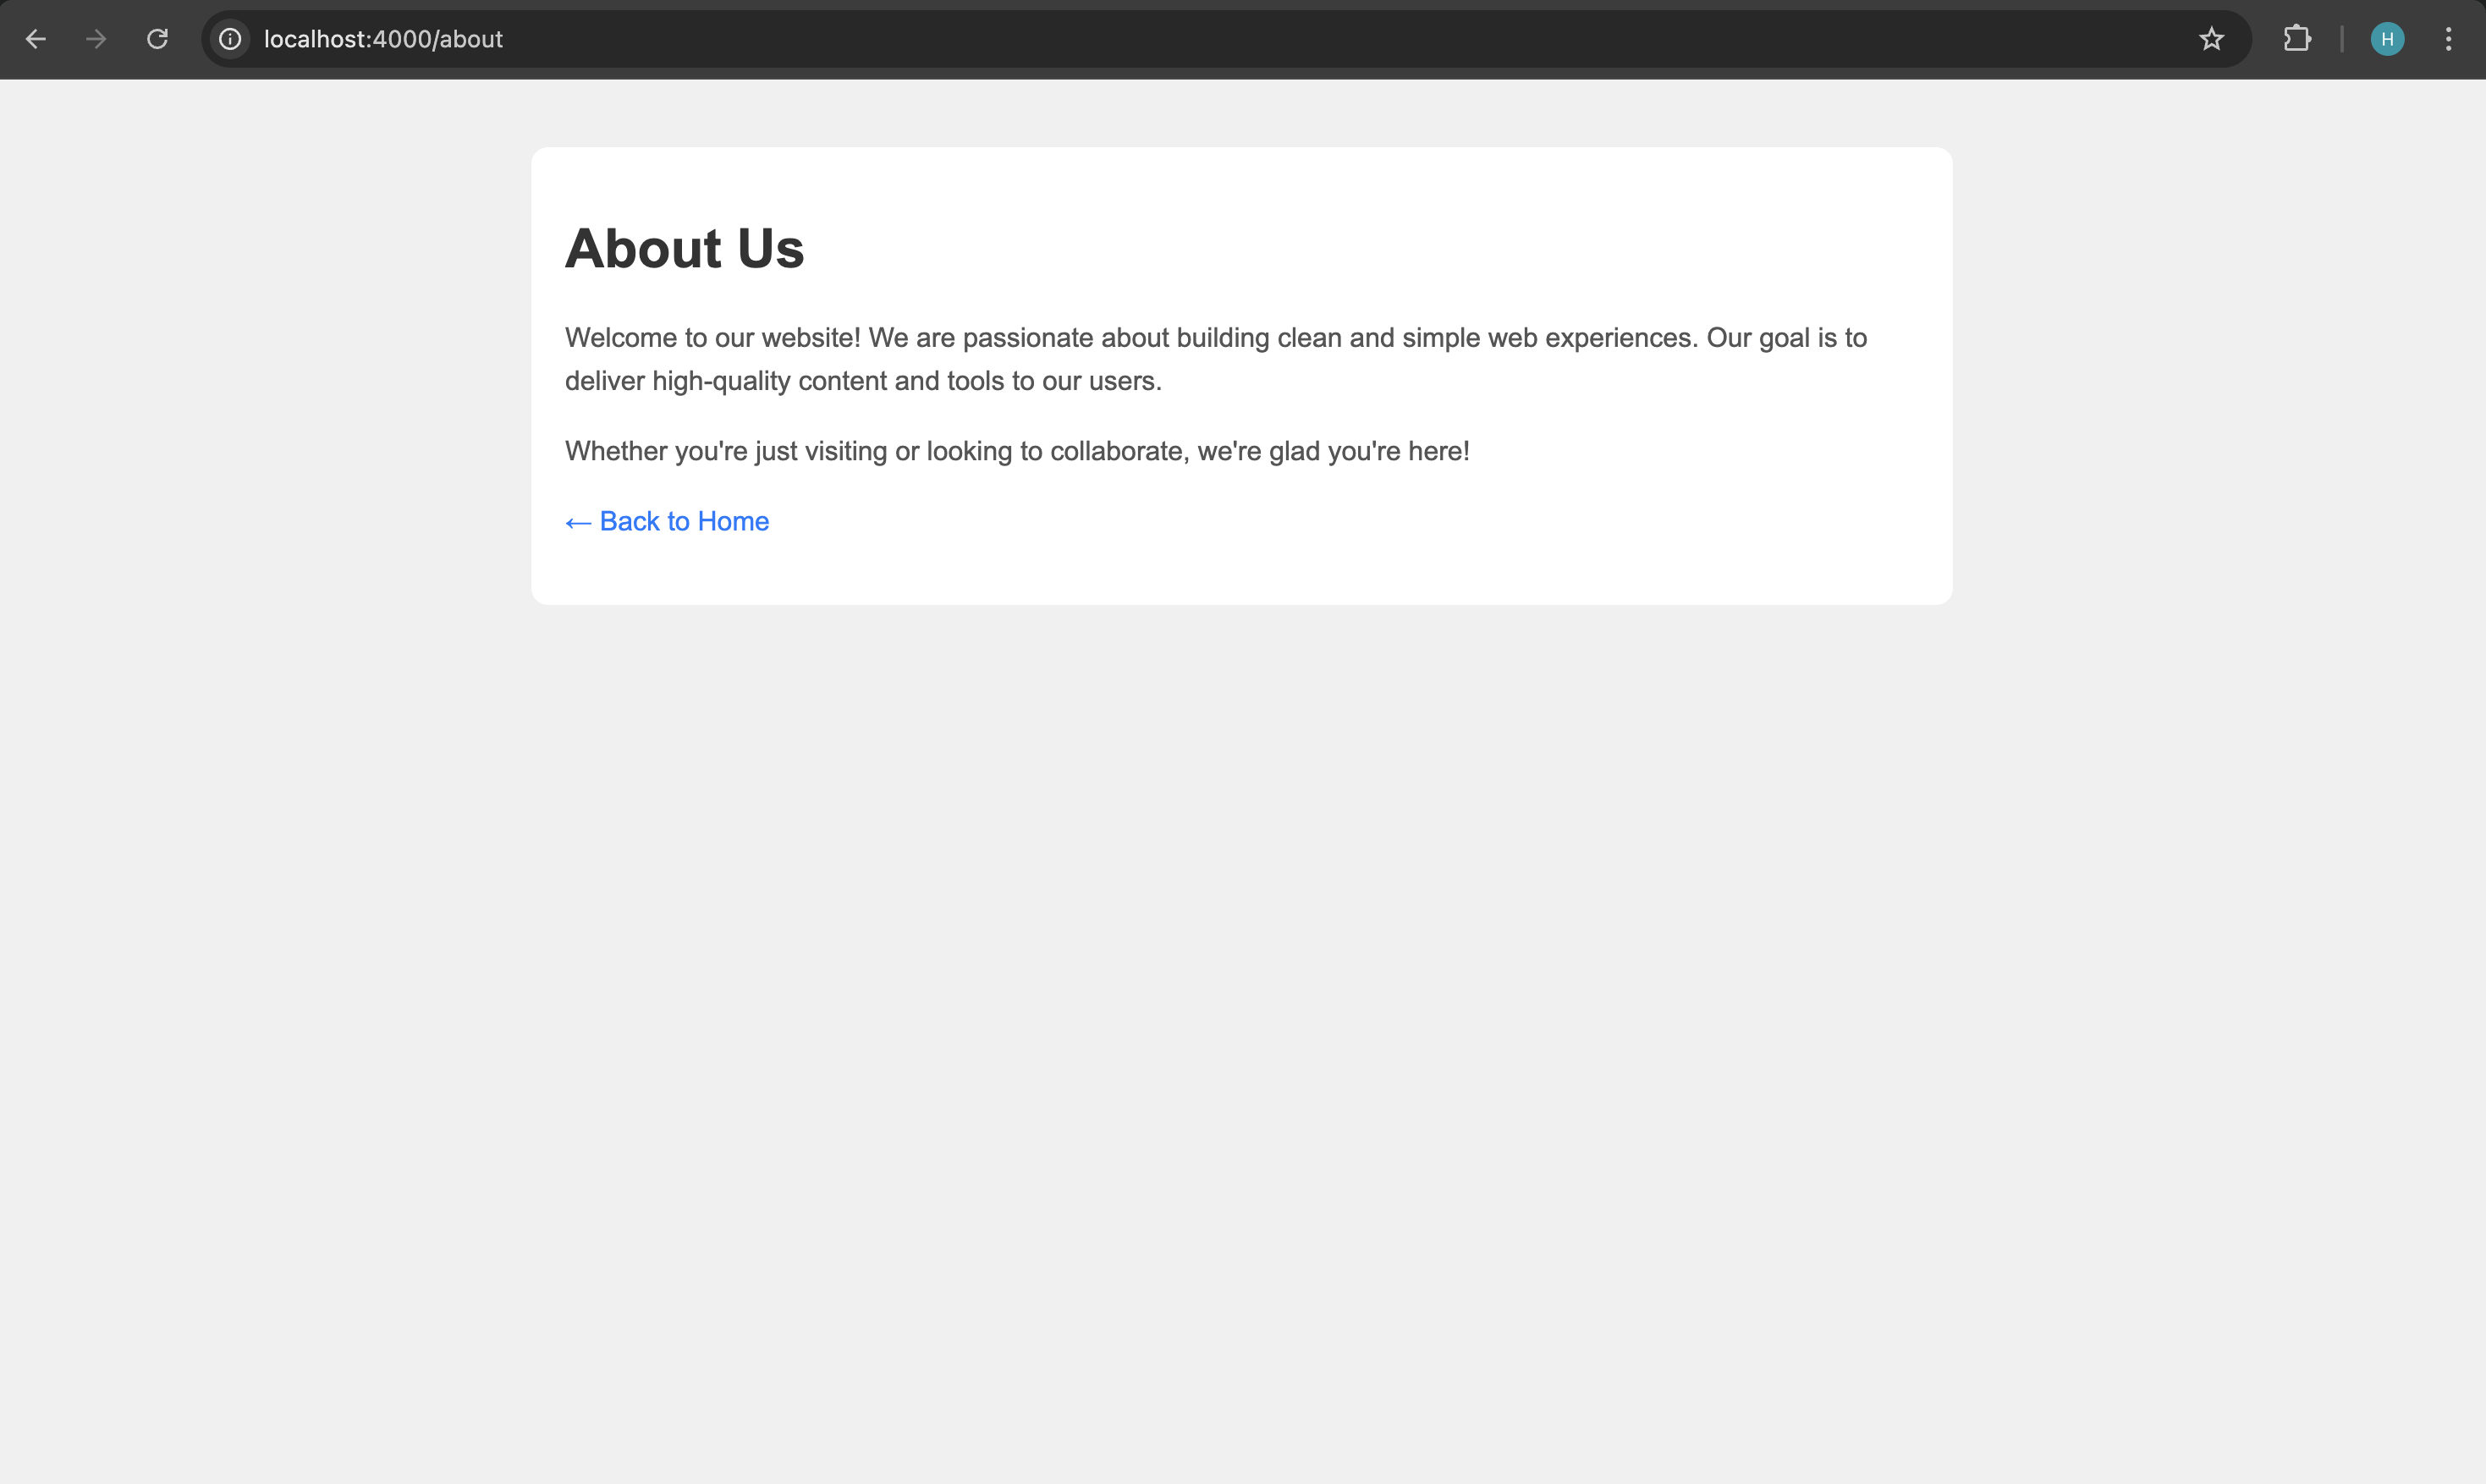 localhost:4000/about
H
About Us
Welcome to our website! We are passionate about building clean and simple web experiences. Our goal is to
deliver high-quality content and tools to our users.
Whether you're just visiting or looking to collaborate, we're glad you're here!
← Back to Home